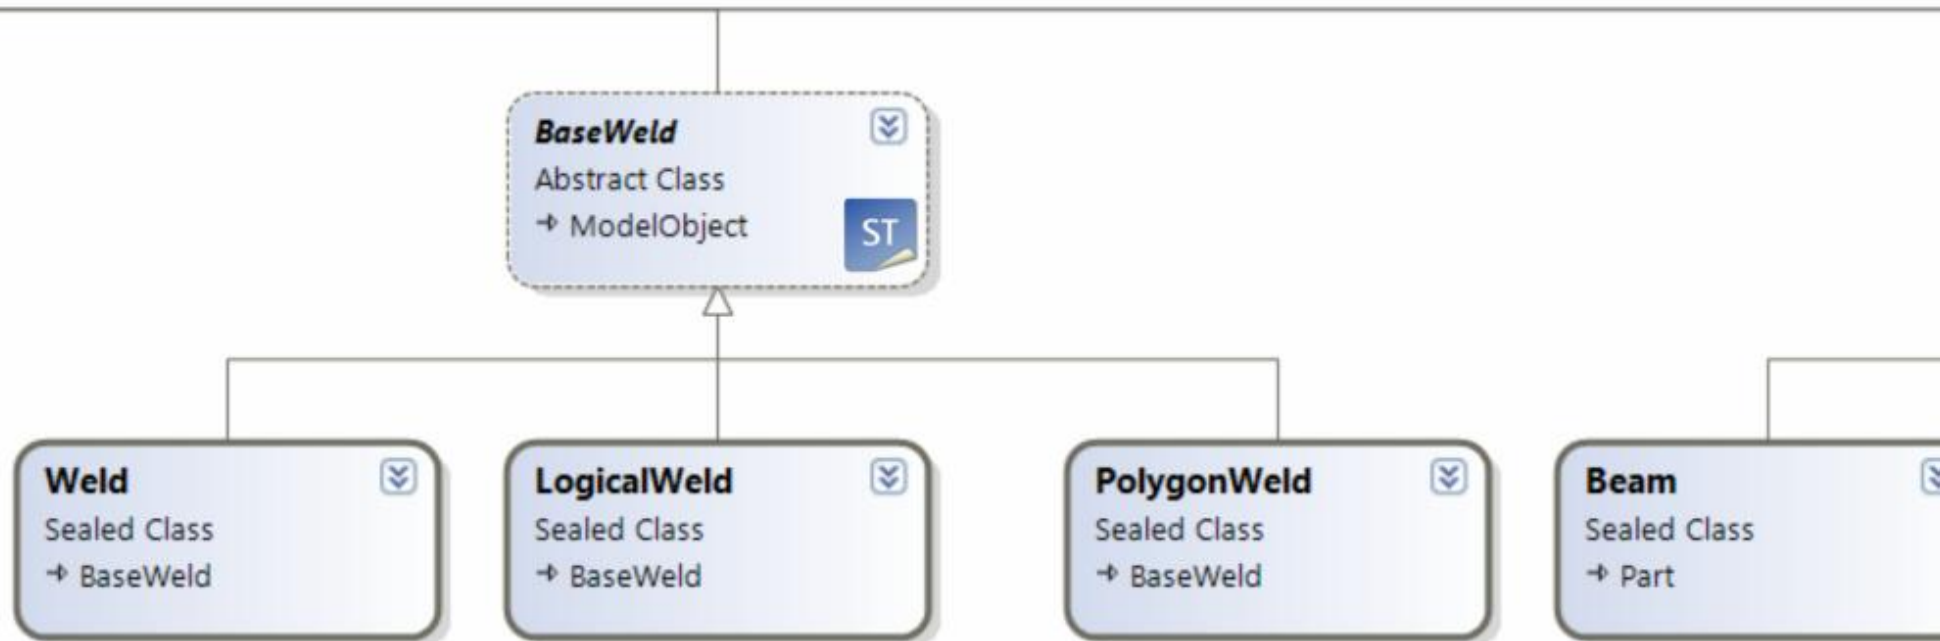 BaseWeld
Abstract Class
ModelObject
ST
Weld
Sealed Class
BaseWeld
LogicalWeld
Sealed Class
BaseWeld
PolygonWeld
Sealed Class
BaseWeld
Beam
Sealed Class
Part